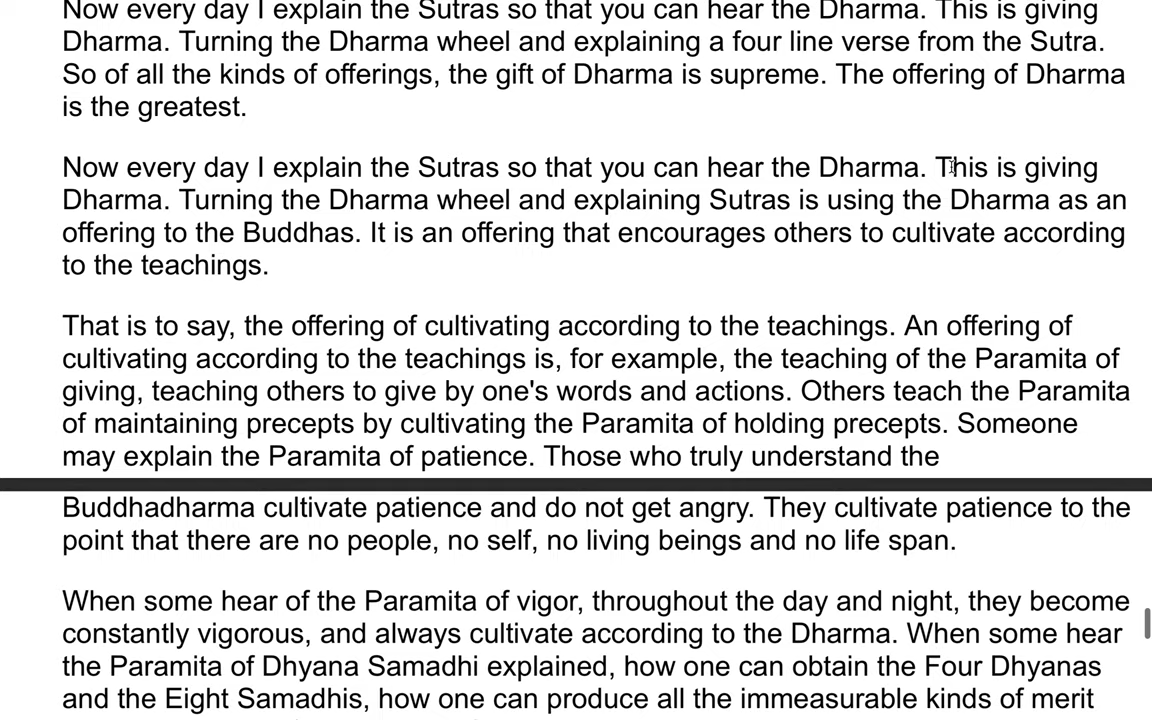 Now every day I explain the Sutras so that you can hear the Dharma. This is giving
Dharma. Turning the Dharma wheel and explaining a four line verse from the Sutra.
So of all the kinds of offerings, the gift of Dharma is supreme. The offering of Dharma
is the greatest.
Now every day I explain the Sutras so that you can hear the Dharma. This is giving
Dharma. Turning the Dharma wheel and explaining Sutras is using the Dharma as an
offering to the Buddhas. It is an offering that encourages others to cultivate according
to the teachings.
That is to say, the offering of cultivating according to the teachings. An offering of
cultivating according to the teachings is, for example, the teaching of the Paramita of
giving, teaching others to give by one's words and actions. Others teach the Paramita
of maintaining precepts by cultivating the Paramita of holding precepts. Someone
may explain the Paramita of patience. Those who truly understand the
Buddhadharma cultivate patience and do not get angry. They cultivate patience to the
point that there are no people, no self, no living beings and no life span.
When some hear of the Paramita of vigor, throughout the day and night, they become
constantly vigorous, and always cultivate according to the Dharma. When some hear
the Paramita of Dhyana Samadhi explained, how one can obtain the Four Dhyanas
and the Eight Samadhis, how one can produce all the immeasurable kinds of merit